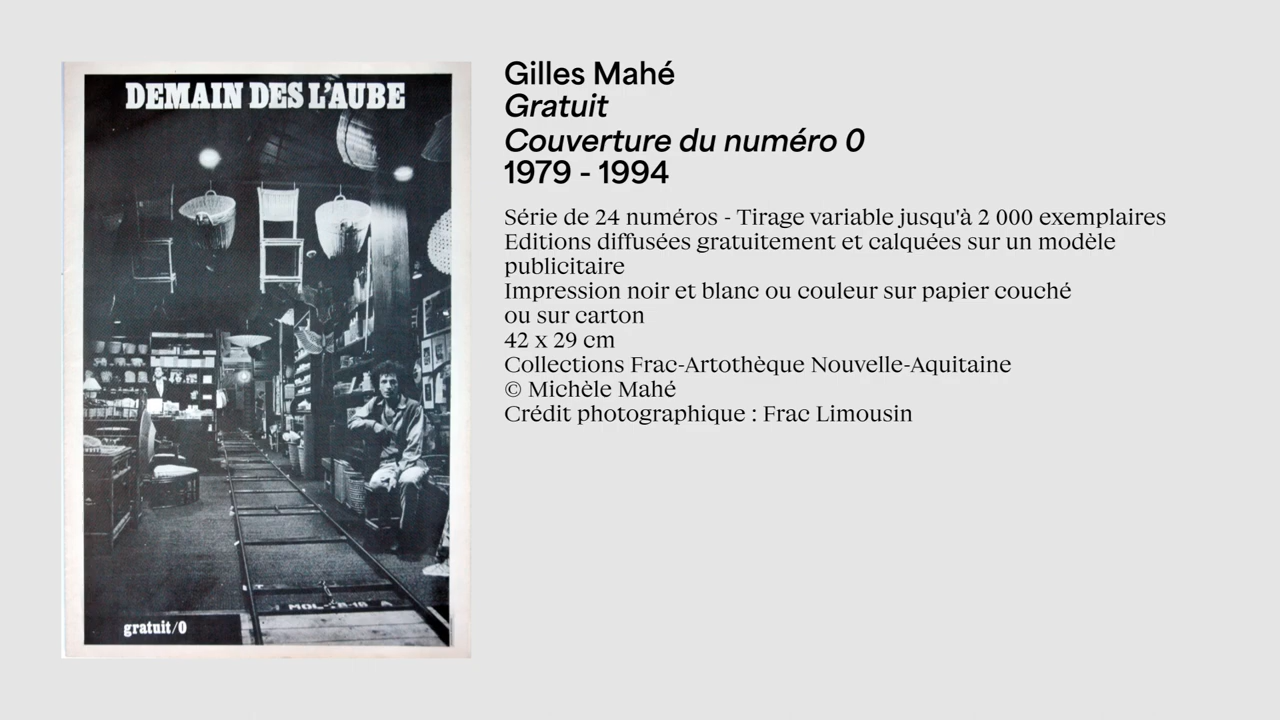 DEMAIN DES L'AUBE
gratuit/0
Gilles Mahé
Gratuit
Couverture du numéro 0
1979 - 1994
Série de 24 numéros - Tirage variable jusqu'à 2 000 exemplaires
Editions diffusées gratuitement et calquées sur un modèle
publicitaire
Impression noir et blanc ou couleur sur papier couché
ou sur carton
42 x 29 cm
Collections Frac-Artothèque Nouvelle-Aquitaine
© Michèle Mahé
Crédit photographique : Frac Limousin